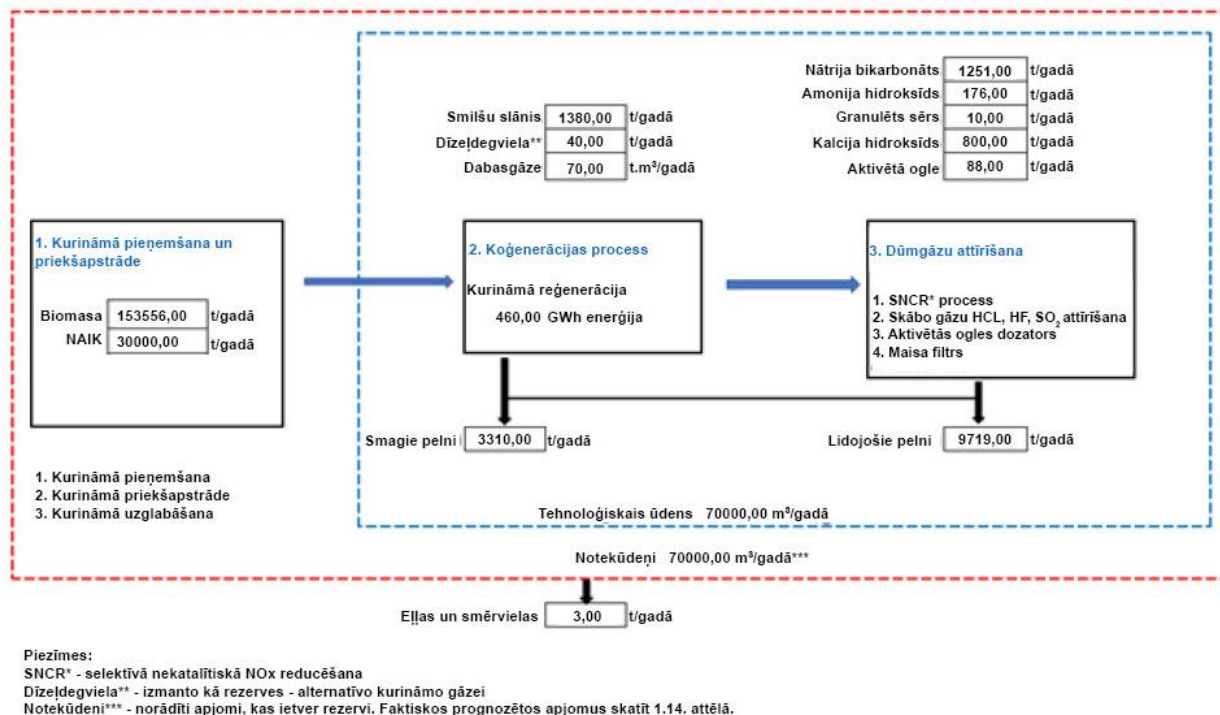 Nātrija bikarbonāts 1251,00 t/gadā
Amonija hidroksīds 176,00 t/gadā
Granulēts sērs 10,00 t/gadā
Kalcija hidroksīds 800,00 t/gadā
Aktivētā ogle 88,00 t/gadā
Smilšu slānis 1380,00 t/gadā
Dīzeļdegviela** 40,00 t/gadā
Dabasgāze 70,00 t.m³/gadā
1. Kurināmā pieņemšana un
priekšapstrāde
Biomasa 153556,00 t/gadā
NAIK 30000,00 t/gadā
2. Koģenerācijas process
Kurināmā reģenerācija
460,00 GWh enerģija
3. Dūmgāzu attīrīšana
1. SNCR* process
2. Skābo gāzu HCL, HF, SO₂ attīrīšana
3. Aktivētās ogles dozators
4. Maisa filtrs
Smagie pelni 3310,00 t/gadā
Lidojošie pelni 9719,00 t/gadā
1. Kurināmā pieņemšana
2. Kurināmā priekšapstrāde
3. Kurināmā uzglabāšana
Tehnoloģiskais ūdens 70000,00 m³/gadā
Notekūdeņi 70000,00 m³/gadā***
Eļļas un smērvielas 3,00 t/gadā
Piezīmes:
SNCR* - selektīvā nekatalītiskā NOx reducēšana
Dīzeļdegviela** - izmanto kā rezerves - alternatīvo kurināmo gāzei
Notekūdeņi*** - norādīti apjomi, kas ietver rezervi. Faktiskos prognozētos apjomus skatīt 1.14. attēlā.